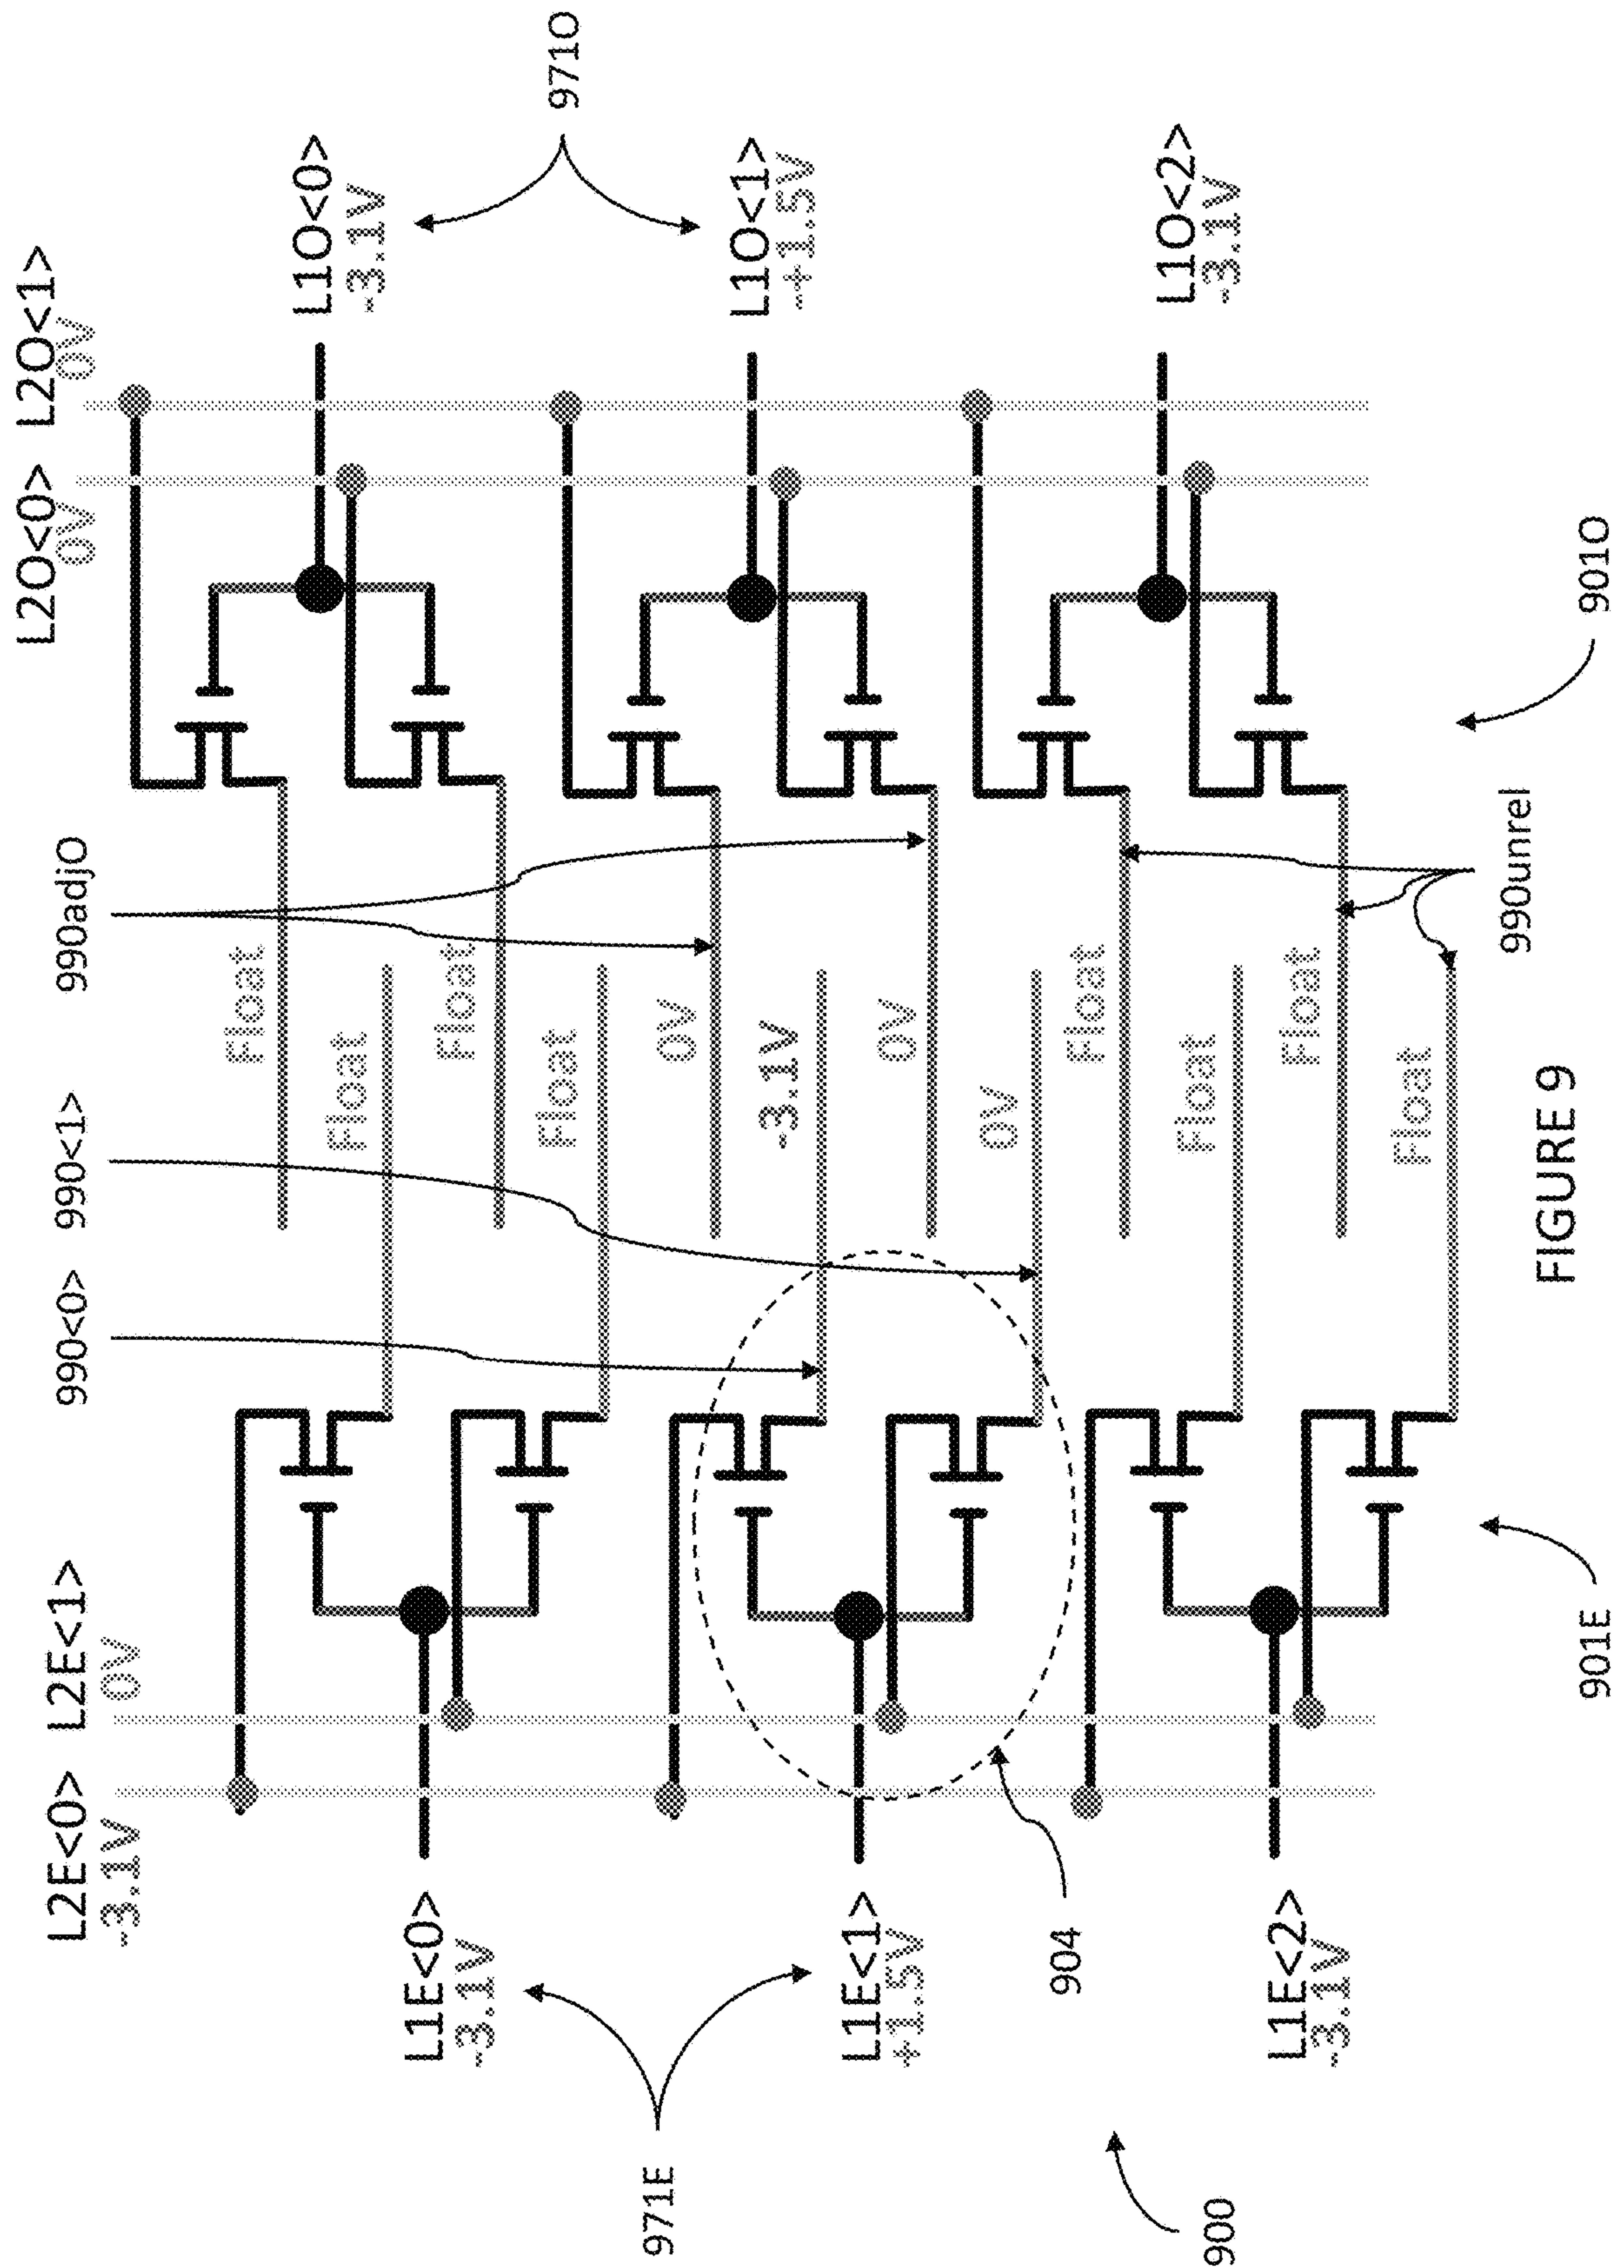 L2E<0>
-3.1V
L2E<1>
0V
990<0>
990<1>
990adjO
L2O<0>
0V
L2O<1>
0V
971E
L1E<0>
-3.1V
Float
Float
Float
Float
L1O<0>
-3.1V
971O
L1E<1>
+1.5V
0V
-3.1V
0V
0V
L1O<1>
-+1.5V
904
L1E<2>
-3.1V
Float
Float
Float
Float
L1O<2>
-3.1V
900
901E
990unrel
901O
FIGURE 9